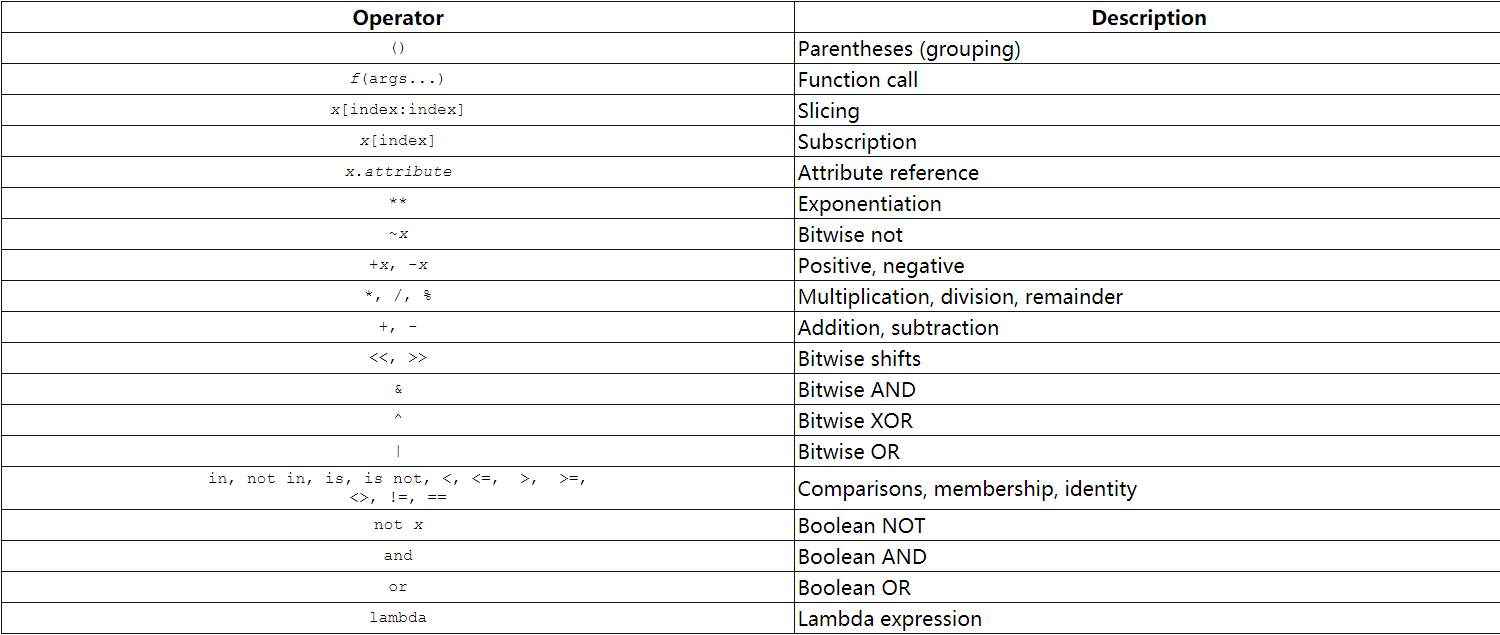 Operator Description
() Parentheses (grouping)
f(args...) Function call
x[index:index] Slicing
x[index] Subscription
x.attribute Attribute reference
** Exponentiation
~x Bitwise not
+x, -x Positive, negative
*, /, % Multiplication, division, remainder
+, - Addition, subtraction
<<, >> Bitwise shifts
& Bitwise AND
^ Bitwise XOR
| Bitwise OR
in, not in, is, is not, <, <=, >, >=,
<>, !=, == Comparisons, membership, identity
not x Boolean NOT
and Boolean AND
or Boolean OR
lambda Lambda expression